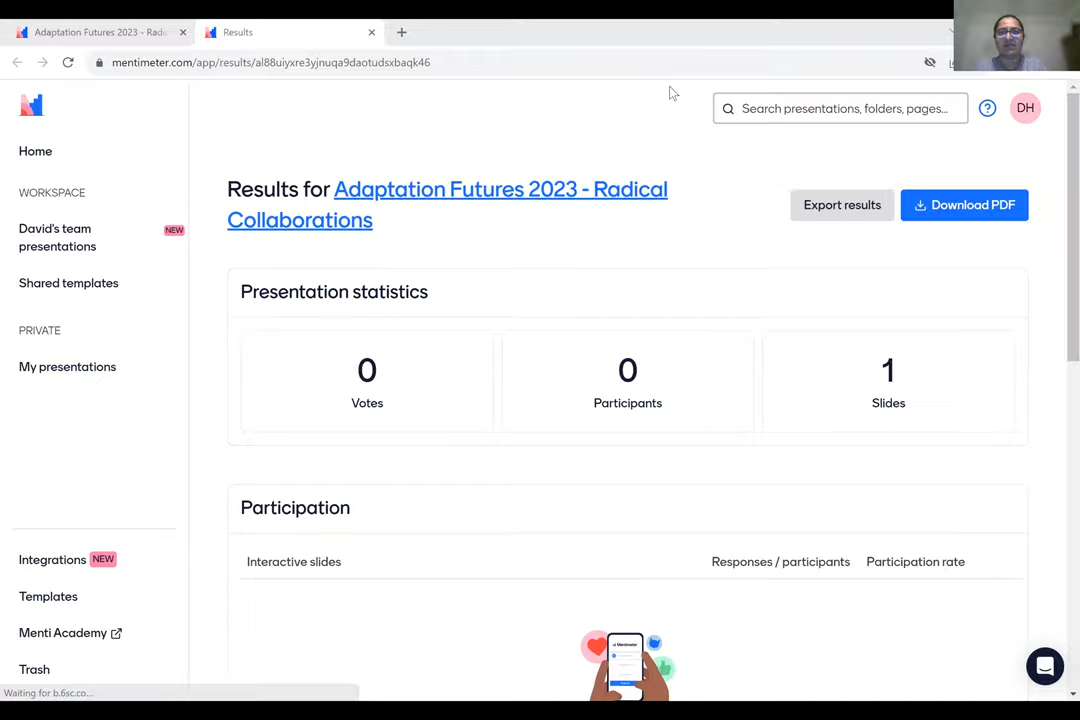 Adaptation Futures 2023 - Radic
Results
mentimeter.com/app/results/al88uiyxre3yjnuqa9daotudsxbaqk46
Search presentations, folders, pages...
DH
Home
WORKSPACE
David's team
presentations
NEW
Shared templates
PRIVATE
My presentations
Integrations NEW
Templates
Menti Academy
Trash
Results for Adaptation Futures 2023 - Radical
Collaborations
Export results
Download PDF
Presentation statistics
0
Votes
0
Participants
1
Slides
Participation
Interactive slides
Responses / participants
Participation rate
Mentimeter
Waiting for b.6sc.co...